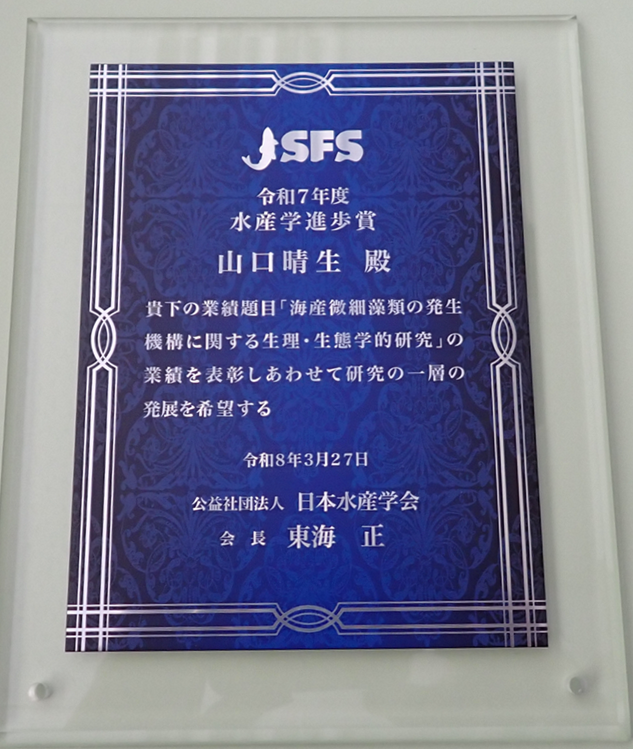 JSFS
令和7年度
水産学進歩賞
山口晴生 殿
貴下の業績題目「海産微細藻類の発生
機構に関する生理・生態学的研究」の
業績を表彰しあわせて研究の一層の
発展を希望する
令和8年3月27日
公益社団法人 日本水産学会
会長 東海 正